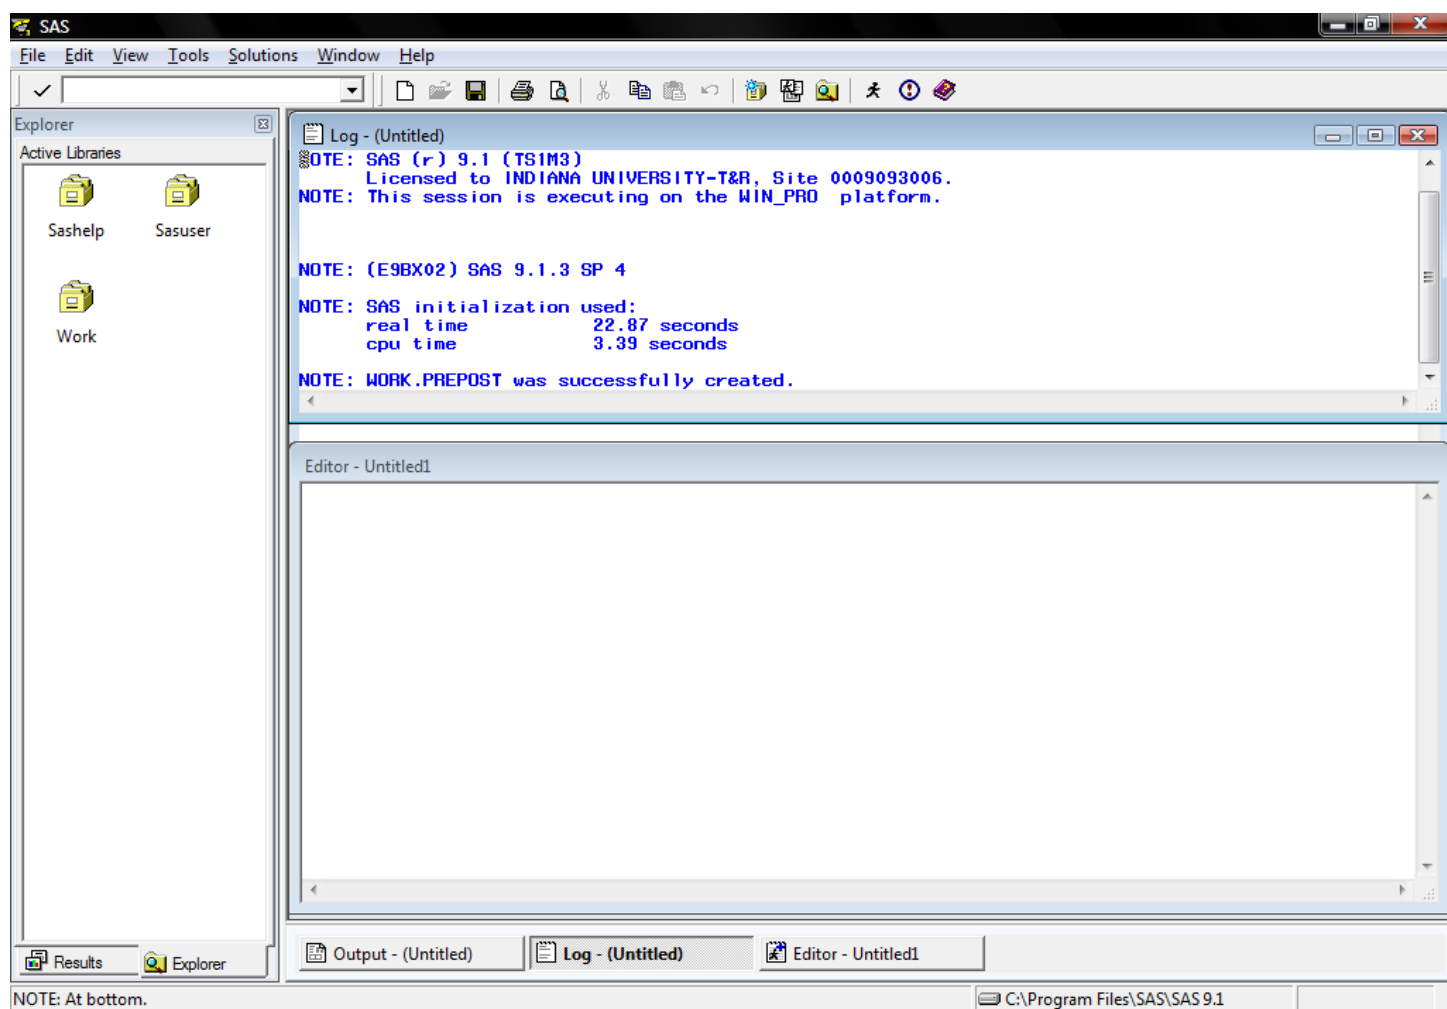 SAS
File Edit View Tools Solutions Window Help
Explorer
Active Libraries
Sashelp Sasuser
Work
Log - (Untitled)
NOTE: SAS (r) 9.1 (TS1M3)
Licensed to INDIANA UNIVERSITY-T&R, Site 0009093006.
NOTE: This session is executing on the WIN_PRO platform.
NOTE: (E9BX02) SAS 9.1.3 SP 4
NOTE: SAS initialization used:
real time 22.87 seconds
cpu time 3.39 seconds
NOTE: WORK.PREPOST was successfully created.
Editor - Untitled1
Results Explorer
Output - (Untitled) Log - (Untitled) Editor - Untitled1
NOTE: At bottom. C:\Program Files\SAS\SAS 9.1